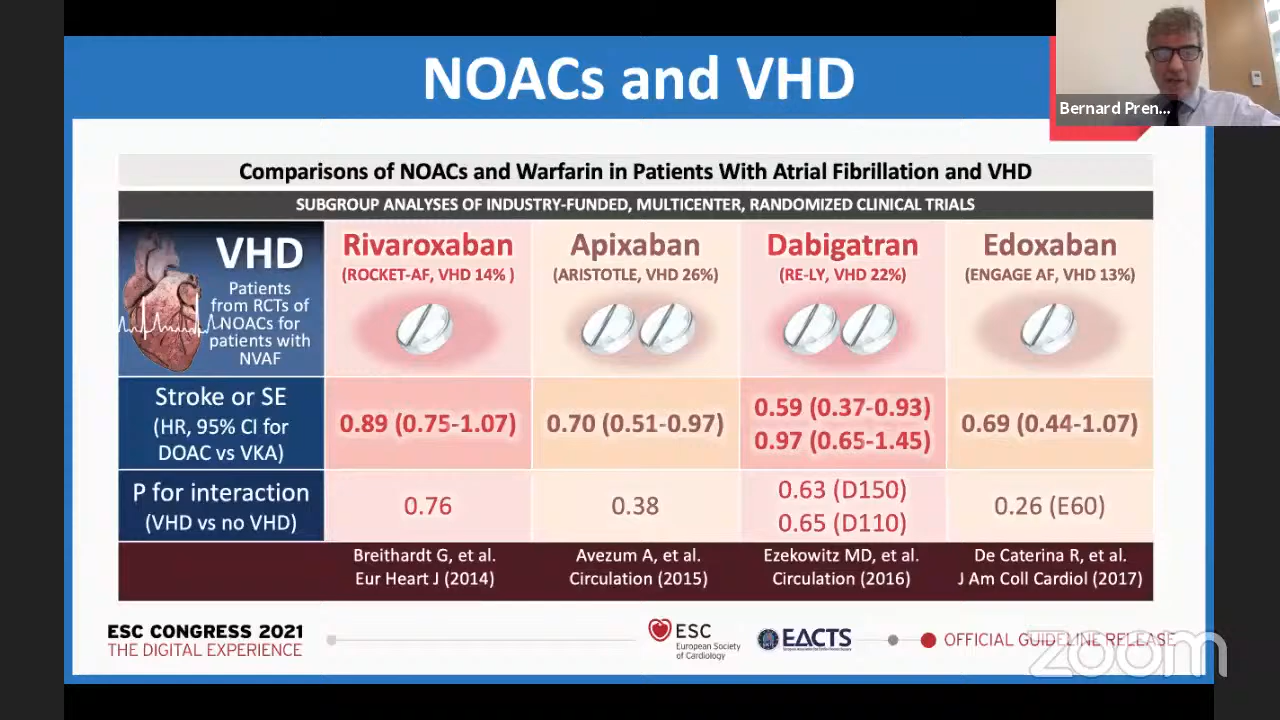 NOACs and VHD
Bernard Pren...
Comparisons of NOACs and Warfarin in Patients With Atrial Fibrillation and VHD
SUBGROUP ANALYSES OF INDUSTRY-FUNDED, MULTICENTER, RANDOMIZED CLINICAL TRIALS
VHD
Patients
from RCTs of
NOACs for
patients with
NVAF
Rivaroxaban
(ROCKET-AF, VHD 14% )
Apixaban
(ARISTOTLE, VHD 26%)
Dabigatran
(RE-LY, VHD 22%)
Edoxaban
(ENGAGE AF, VHD 13%)
Stroke or SE
(HR, 95% CI for
DOAC vs VKA)
0.89 (0.75-1.07)
0.70 (0.51-0.97)
0.59 (0.37-0.93)
0.97 (0.65-1.45)
0.69 (0.44-1.07)
P for interaction
(VHD vs no VHD)
0.76
0.38
0.63 (D150)
0.65 (D110)
0.26 (E60)
Breithardt G, et al.
Eur Heart J (2014)
Avezum A, et al.
Circulation (2015)
Ezekowitz MD, et al.
Circulation (2016)
De Caterina R, et al.
J Am Coll Cardiol (2017)
ESC CONGRESS 2021
THE DIGITAL EXPERIENCE
ESC
European Society
of Cardiology
EACTS
OFFICIAL GUIDELINE RELEASE
zoom